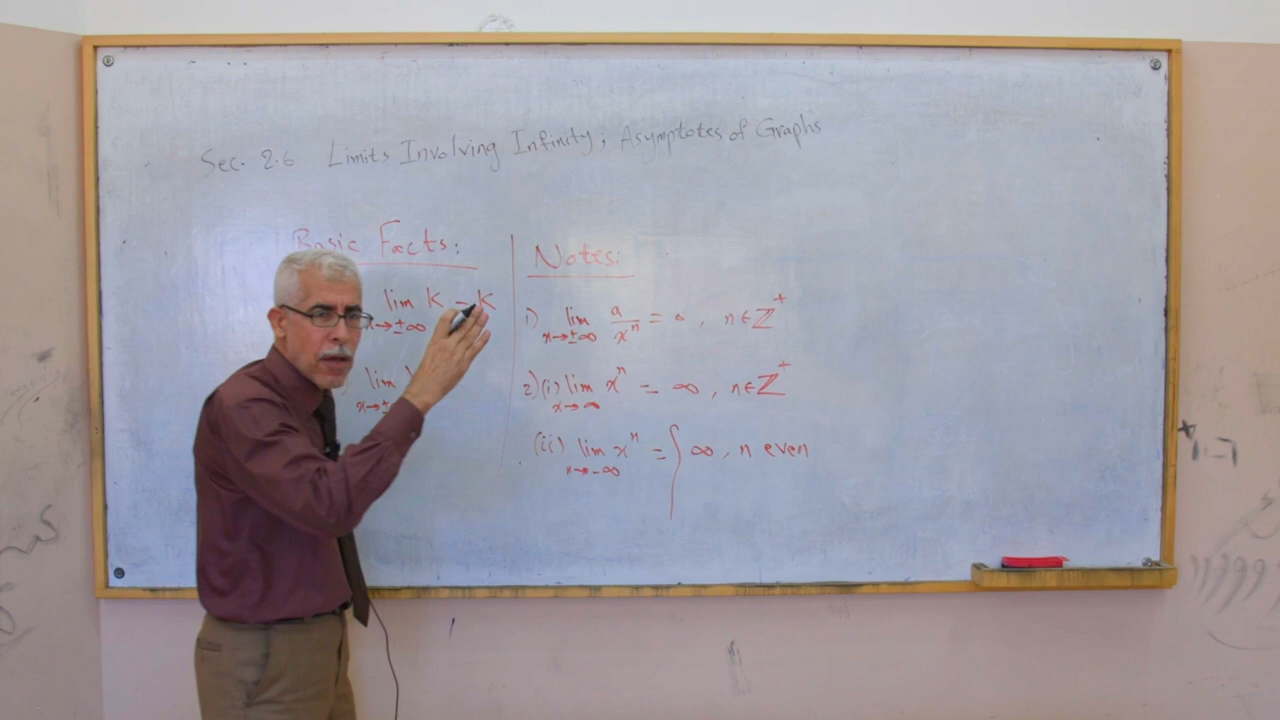 Sec. 2.6 Limits Involving Infinity; Asymptotes of Graphs
Basic Facts:
lim K = K
x→±∞
lim
x→±
Notes:
1) lim a/xⁿ = 0, n∈ℤ⁺
x→±∞
2)(i) lim xⁿ = ∞, n∈ℤ⁺
x→∞
(ii) lim xⁿ = { ∞, n even
x→-∞